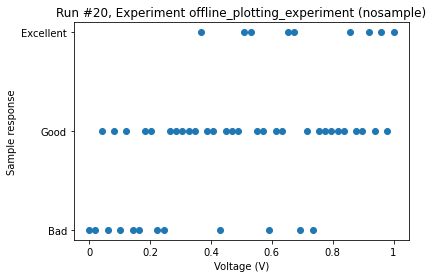 Run #20, Experiment offline_plotting_experiment (nosample)
Excellent
Good
Bad
Sample response
0
0.2
0.4
0.6
0.8
1
Voltage (V)